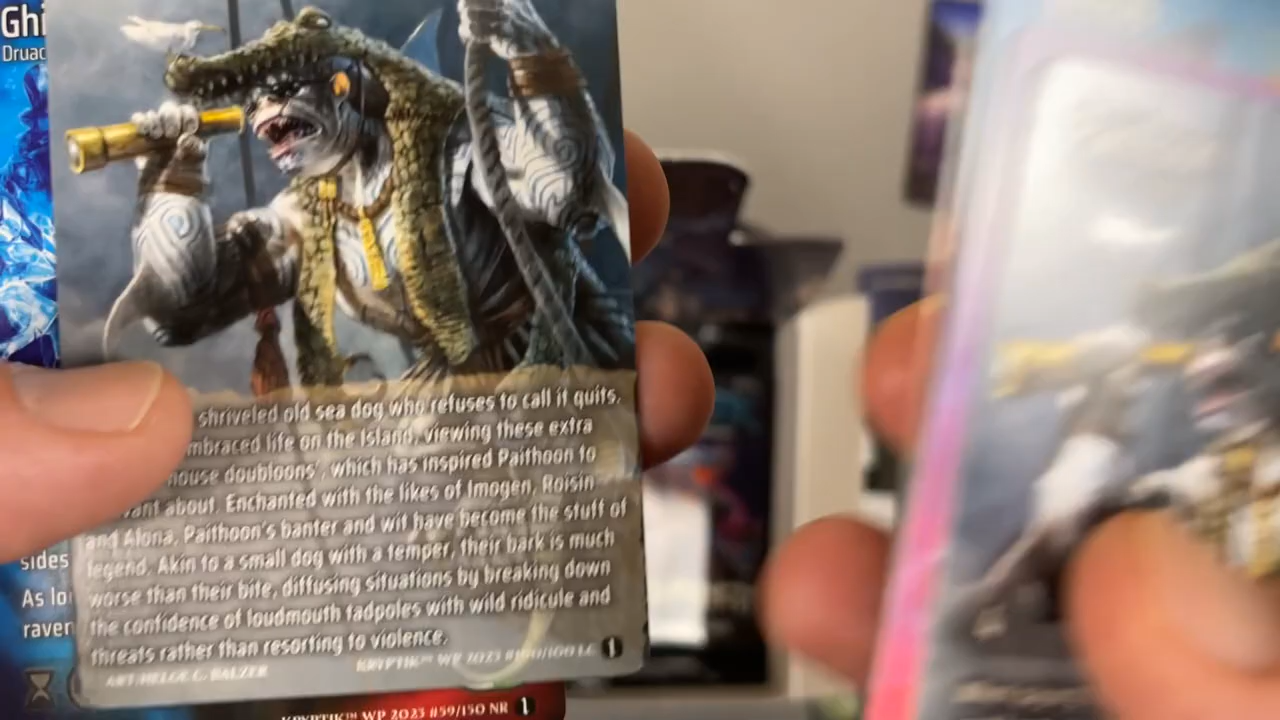 Ghi
Druad
shriveled old sea dog who refuses to call it quits,
mbraced life on the Island, viewing these extra
house doubloons', which has inspired Paithoon to
ant about. Enchanted with the likes of Imogen, Roisin
and Alona, Paithoon's banter and wit have become the stuff of
legend. Akin to a small dog with a temper, their bark is much
worse than their bite, diffusing situations by breaking down
the confidence of loudmouth tadpoles with wild ridicule and
threats rather than resorting to violence.
ART: HELGE C. BALZER KRYPTIK™ WP 2023 /100 LC 1
sides
As lo
raven
KRYPTIK™ WP 2023 #59/150 NR 1